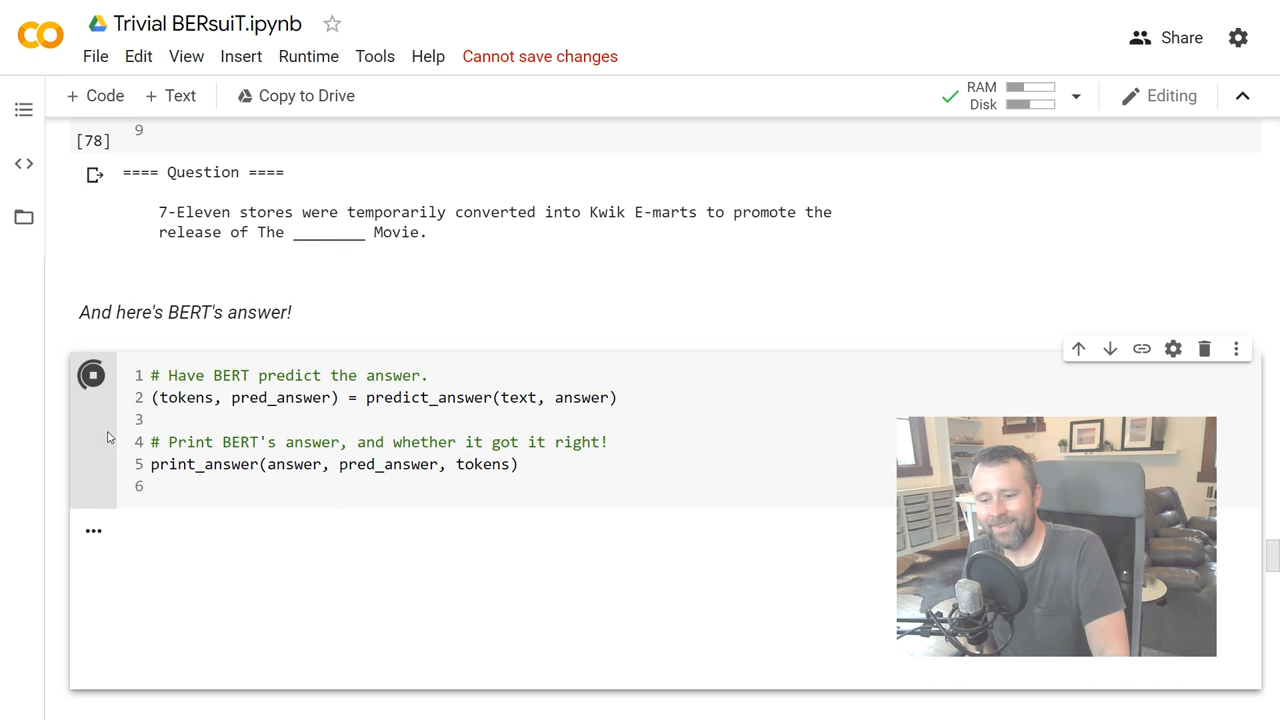 Trivial BERsuiT.ipynb
File Edit View Insert Runtime Tools Help Cannot save changes
Share
+ Code + Text Copy to Drive
RAM
Disk
Editing
9
[78]
==== Question ====
7-Eleven stores were temporarily converted into Kwik E-marts to promote the
release of The ________ Movie.
And here's BERT's answer!
1 # Have BERT predict the answer.
2 (tokens, pred_answer) = predict_answer(text, answer)
3
4 # Print BERT's answer, and whether it got it right!
5 print_answer(answer, pred_answer, tokens)
6